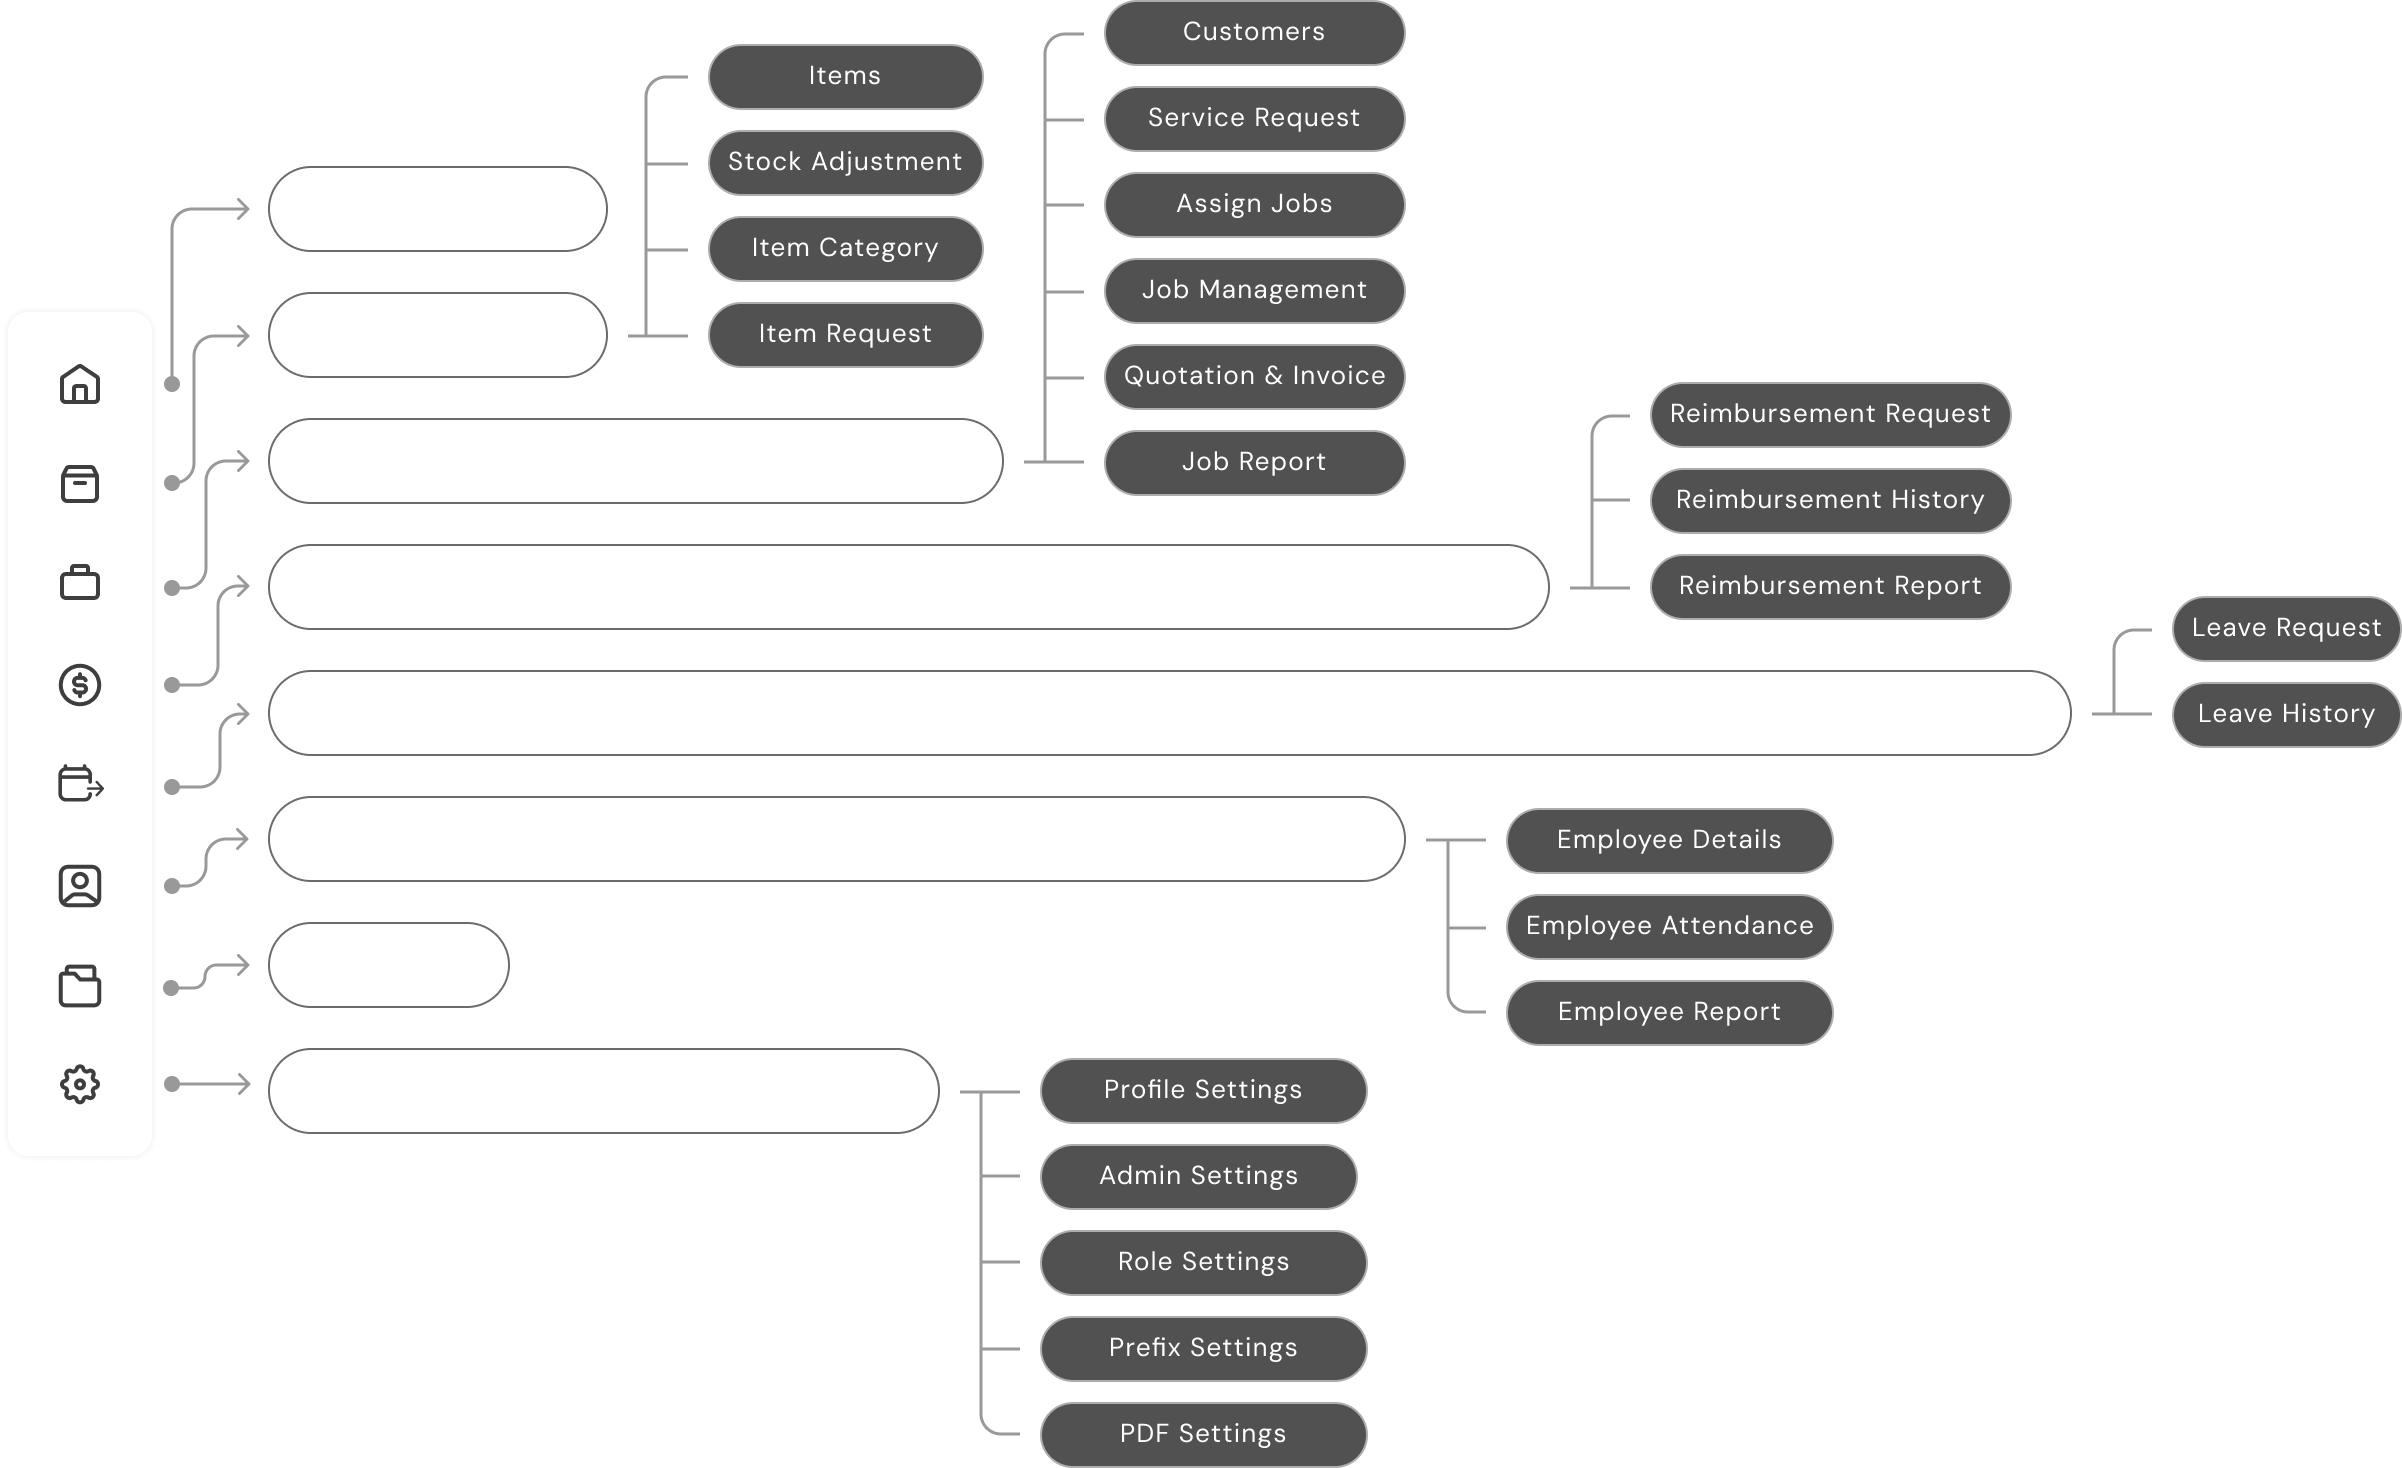 Items
Stock Adjustment
Item Category
Item Request
Customers
Service Request
Assign Jobs
Job Management
Quotation & Invoice
Job Report
Reimbursement Request
Reimbursement History
Reimbursement Report
Leave Request
Leave History
Employee Details
Employee Attendance
Employee Report
Profile Settings
Admin Settings
Role Settings
Prefix Settings
PDF Settings